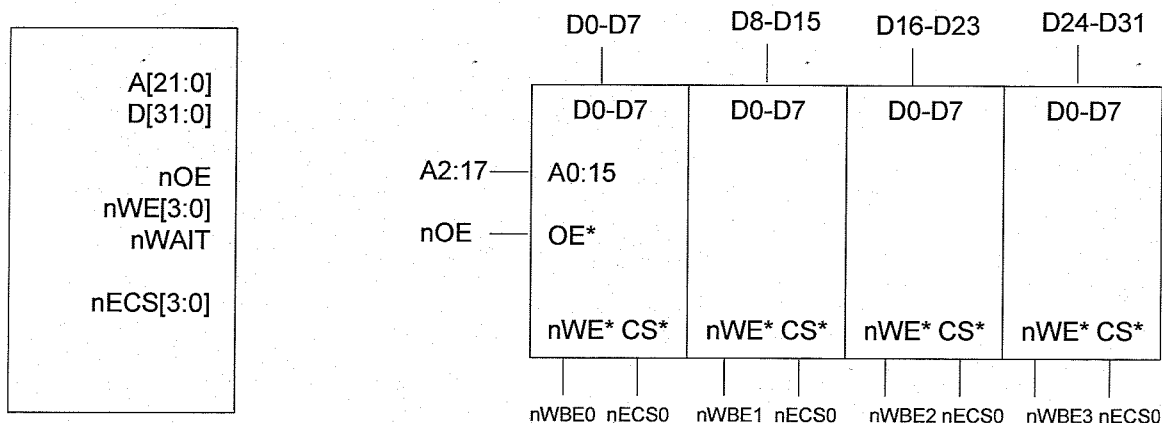 A[21:0]
D[31:0]
nOE
nWE[3:0]
nWAIT
nECS[3:0]
D0-D7 D8-D15 D16-D23 D24-D31
D0-D7 D0-D7 D0-D7 D0-D7
A2:17 A0:15
nOE OE*
nWE* CS* nWE* CS* nWE* CS* nWE* CS*
nWBE0 nECS0 nWBE1 nECS0 nWBE2 nECS0 nWBE3 nECS0